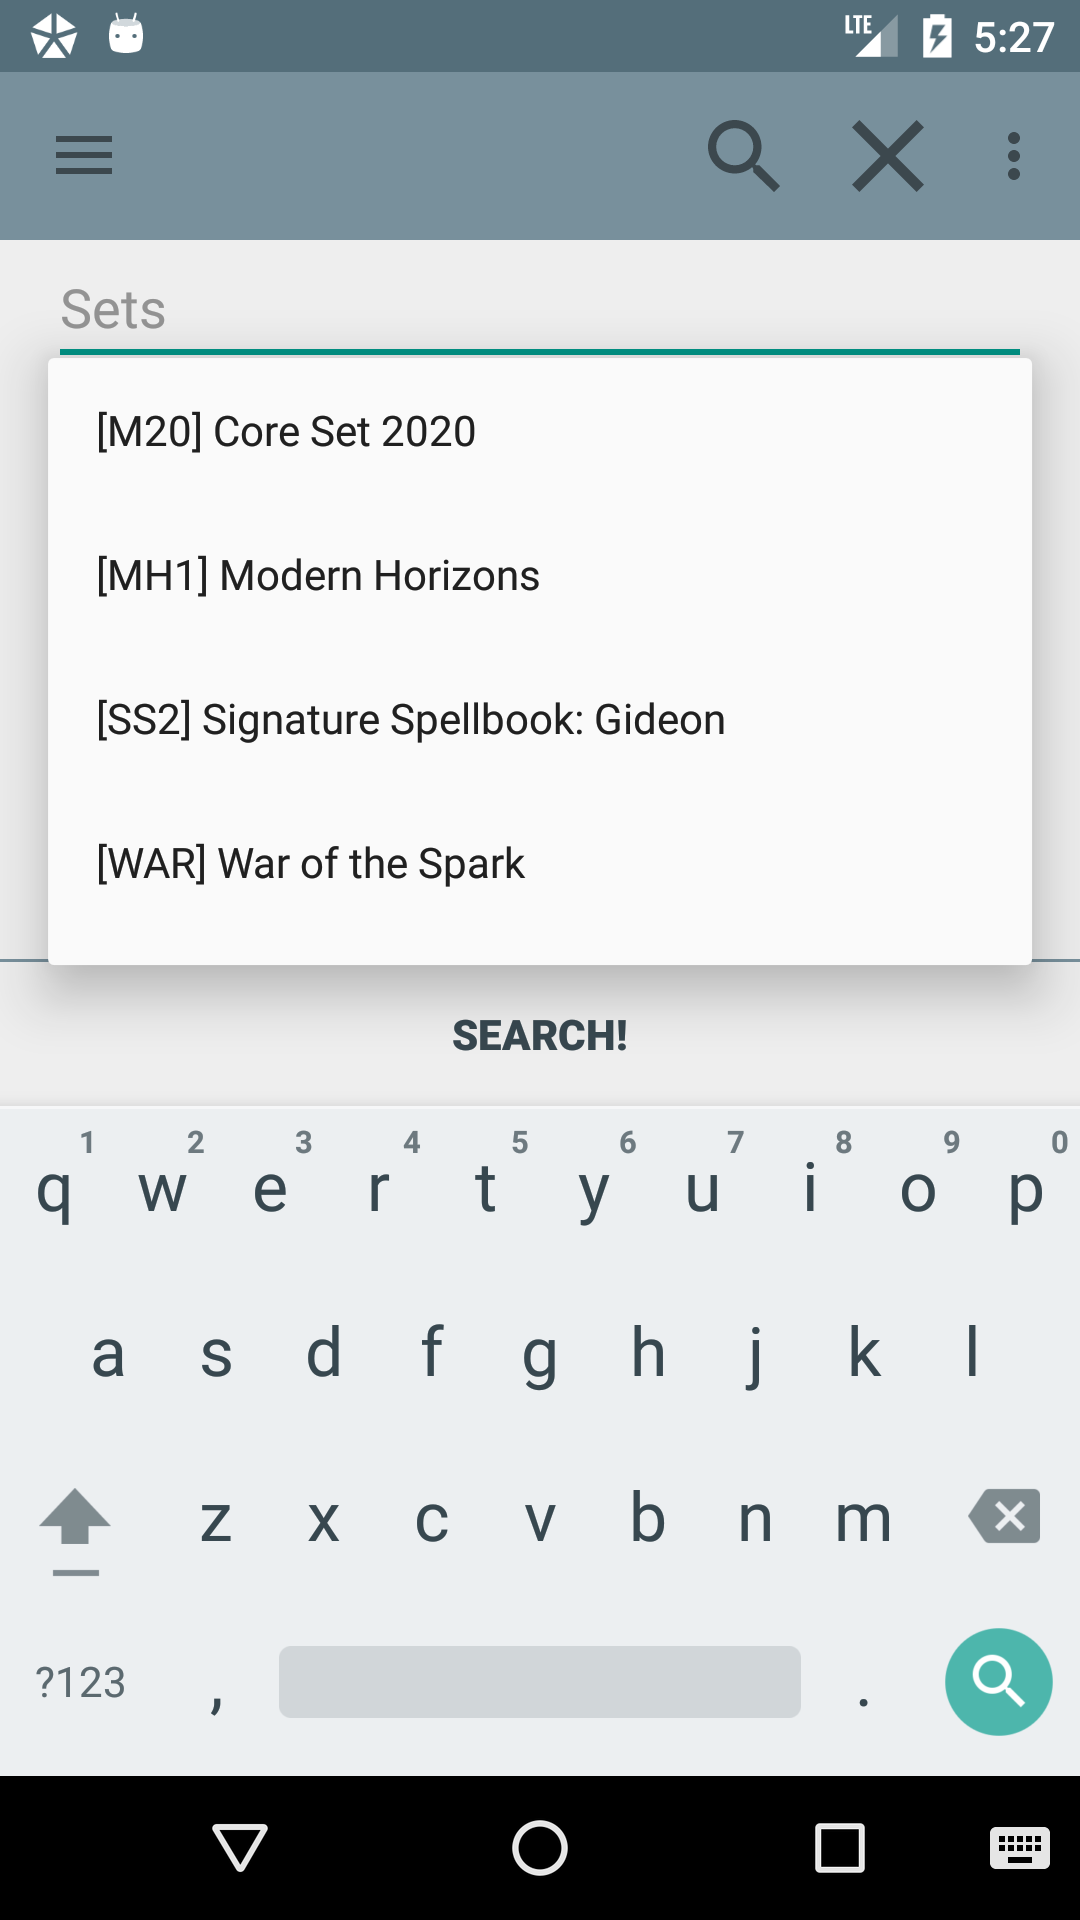 LTE 5:27
Sets
[M20] Core Set 2020
[MH1] Modern Horizons
[SS2] Signature Spellbook: Gideon
[WAR] War of the Spark
SEARCH!
1 2 3 4 5 6 7 8 9 0
q w e r t y u i o p
a s d f g h j k l
z x c v b n m
?123 , .